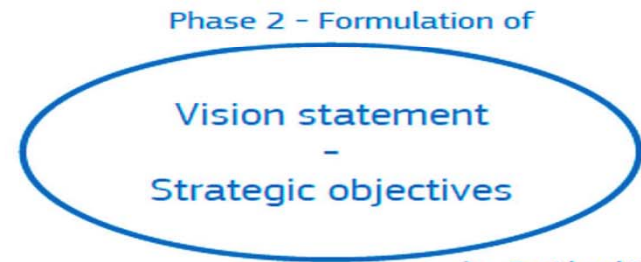 Phase 2 - Formulation of
Vision statement
-
Strategic objectives